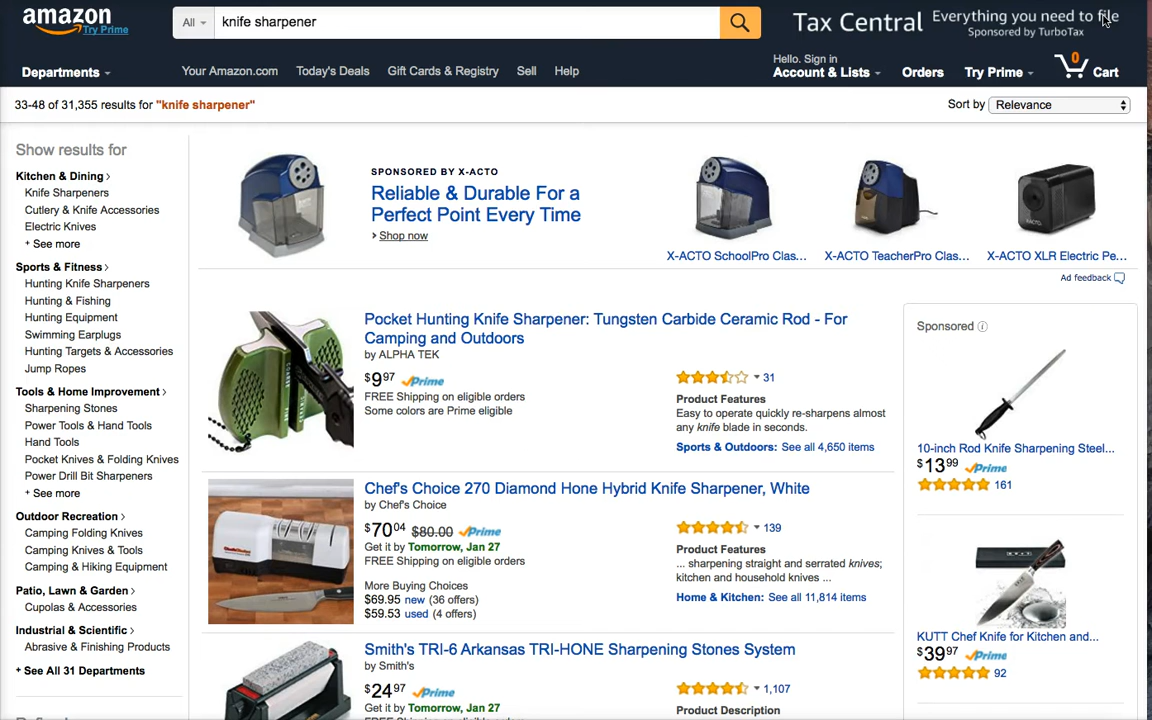 amazon
Try Prime
All
knife sharpener
Tax Central
Everything you need to file
Sponsored by TurboTax
Departments
Your Amazon.com
Today's Deals
Gift Cards & Registry
Sell
Help
Hello. Sign in
Account & Lists
Orders
Try Prime
0
Cart
33-48 of 31,355 results for "knife sharpener"
Sort by
Relevance
Show results for
Kitchen & Dining
Knife Sharpeners
Cutlery & Knife Accessories
Electric Knives
+ See more
Sports & Fitness
Hunting Knife Sharpeners
Hunting & Fishing
Hunting Equipment
Swimming Earplugs
Hunting Targets & Accessories
Jump Ropes
Tools & Home Improvement
Sharpening Stones
Power Tools & Hand Tools
Hand Tools
Pocket Knives & Folding Knives
Power Drill Bit Sharpeners
+ See more
Outdoor Recreation
Camping Folding Knives
Camping Knives & Tools
Camping & Hiking Equipment
Patio, Lawn & Garden
Cupolas & Accessories
Industrial & Scientific
Abrasive & Finishing Products
+ See All 31 Departments
SPONSORED BY X-ACTO
Reliable & Durable For a
Perfect Point Every Time
Shop now
X-ACTO SchoolPro Clas...
X-ACTO TeacherPro Clas...
X-ACTO XLR Electric Pe...
Ad feedback
Pocket Hunting Knife Sharpener: Tungsten Carbide Ceramic Rod - For
Camping and Outdoors
by ALPHA TEK
$9.97 Prime
FREE Shipping on eligible orders
Some colors are Prime eligible
31
Product Features
Easy to operate quickly re-sharpens almost
any knife blade in seconds.
Sports & Outdoors: See all 4,650 items
Chef's Choice 270 Diamond Hone Hybrid Knife Sharpener, White
by Chef's Choice
$70.04 $80.00 Prime
Get it by Tomorrow, Jan 27
FREE Shipping on eligible orders
More Buying Choices
$69.95 new (36 offers)
$59.53 used (4 offers)
139
Product Features
... sharpening straight and serrated knives;
kitchen and household knives ...
Home & Kitchen: See all 11,814 items
Smith's TRI-6 Arkansas TRI-HONE Sharpening Stones System
by Smith's
$24.97 Prime
Get it by Tomorrow, Jan 27
1,107
Product Description
Sponsored
10-inch Rod Knife Sharpening Steel...
$13.99 Prime
161
KUTT Chef Knife for Kitchen and...
$39.97 Prime
92